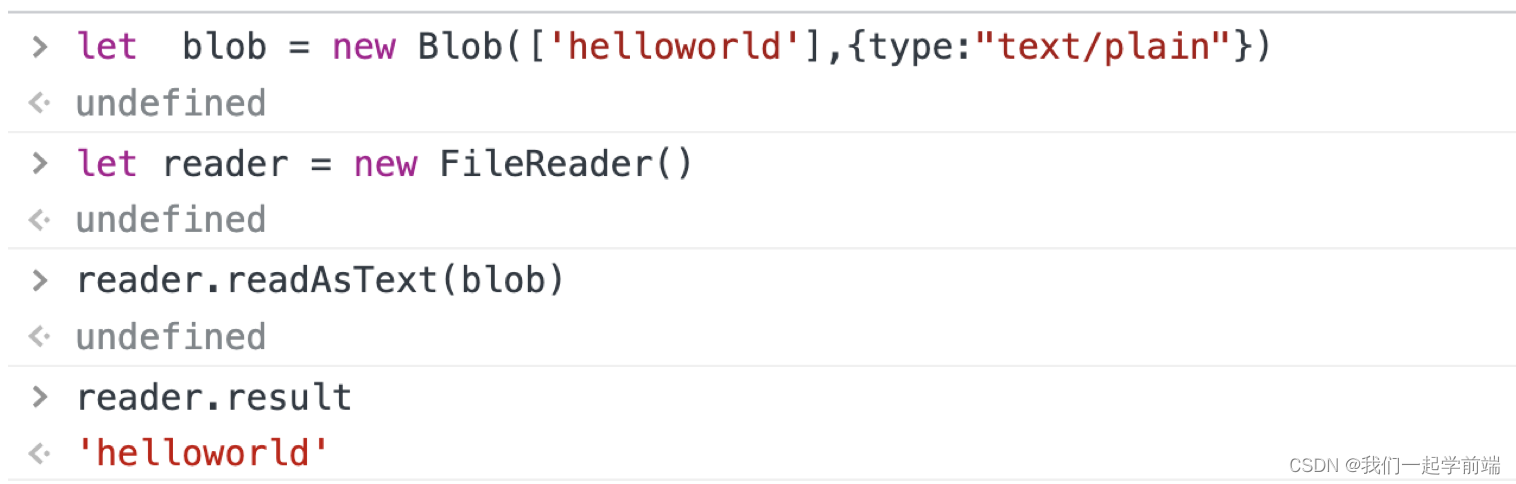 > let  blob = new Blob(['helloworld'],{type:"text/plain"})
undefined
> let reader = new FileReader()
undefined
> reader.readAsText(blob)
undefined
> reader.result
'helloworld'
CSDN @我们一起学前端